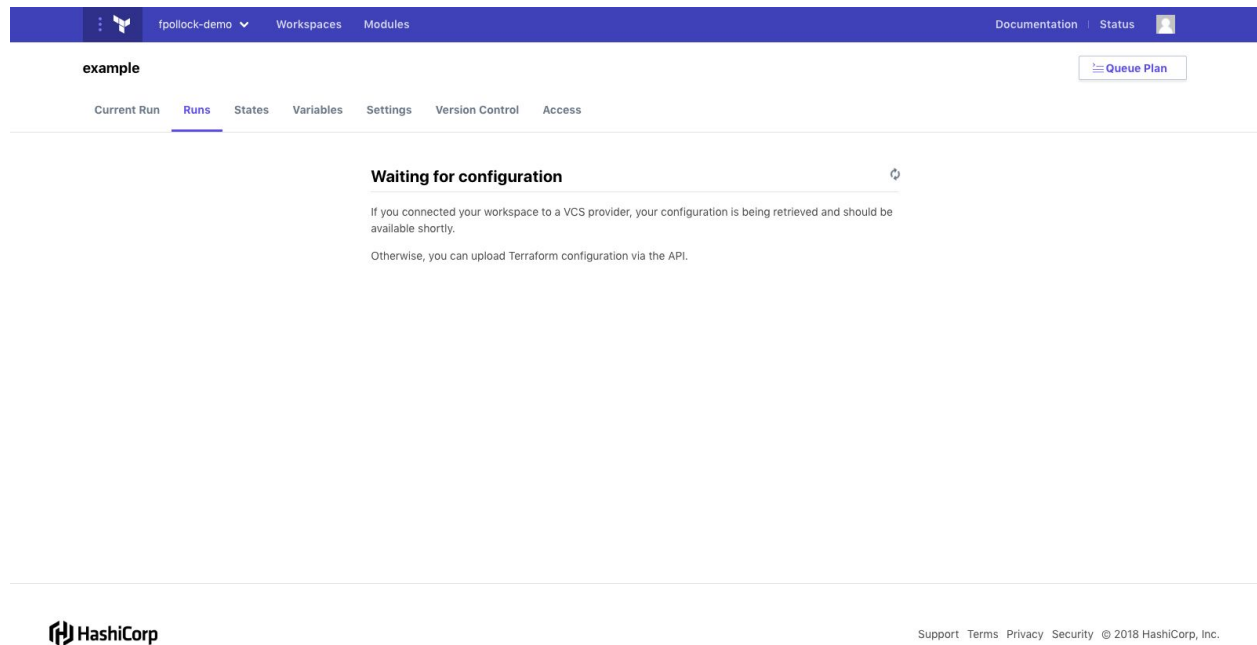 fpollock-demo Workspaces Modules Documentation Status
example Queue Plan
Current Run Runs States Variables Settings Version Control Access
Waiting for configuration
If you connected your workspace to a VCS provider, your configuration is being retrieved and should be
available shortly.
Otherwise, you can upload Terraform configuration via the API.
HashiCorp Support Terms Privacy Security © 2018 HashiCorp, Inc.